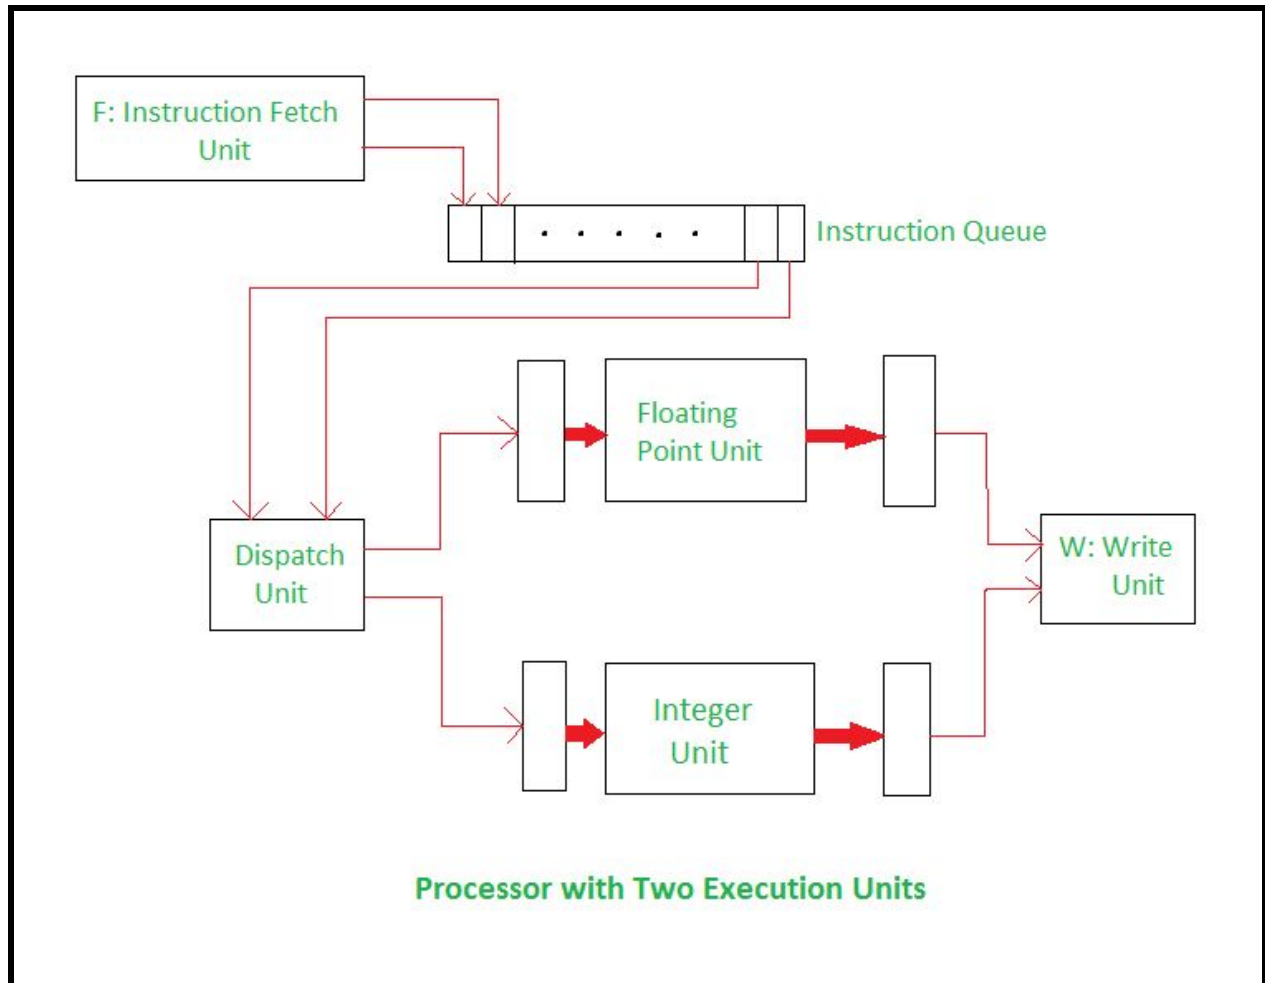 F: Instruction Fetch
Unit
Instruction Queue
Floating
Point Unit
Dispatch
Unit
W: Write
Unit
Integer
Unit
Processor with Two Execution Units